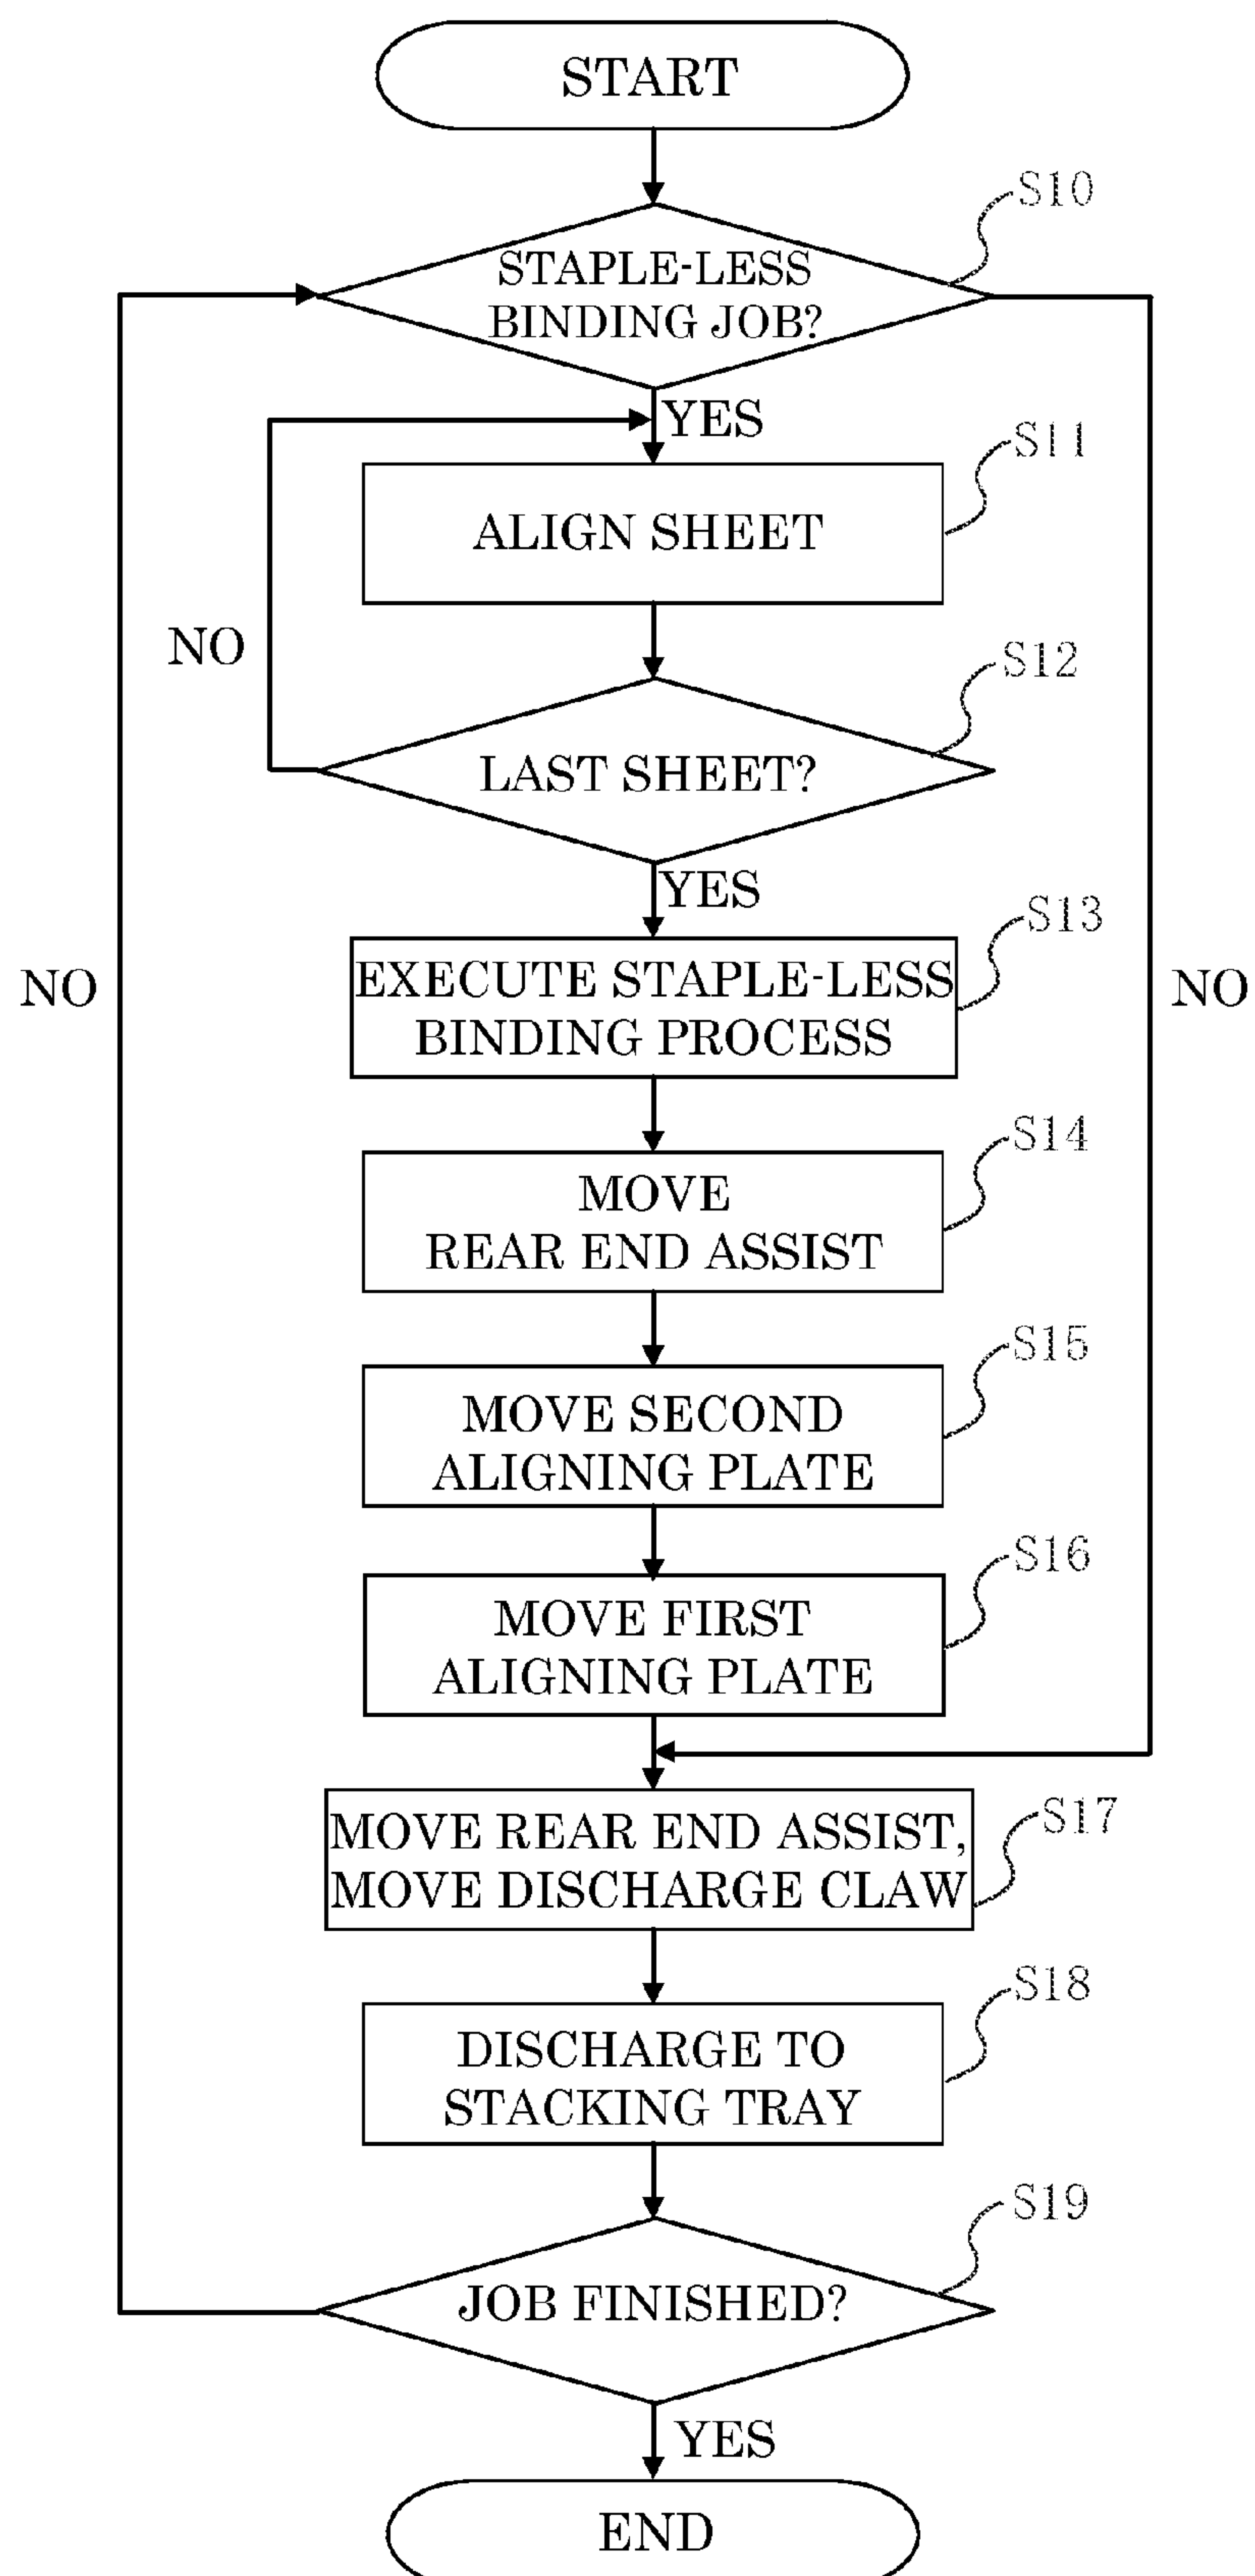 START
S10
STAPLE-LESS
BINDING JOB?
YES
S11
ALIGN SHEET
NO
S12
LAST SHEET?
YES
S13
EXECUTE STAPLE-LESS
BINDING PROCESS
NO
NO
S14
MOVE
REAR END ASSIST
S15
MOVE SECOND
ALIGNING PLATE
S16
MOVE FIRST
ALIGNING PLATE
S17
MOVE REAR END ASSIST,
MOVE DISCHARGE CLAW
S18
DISCHARGE TO
STACKING TRAY
S19
JOB FINISHED?
YES
END